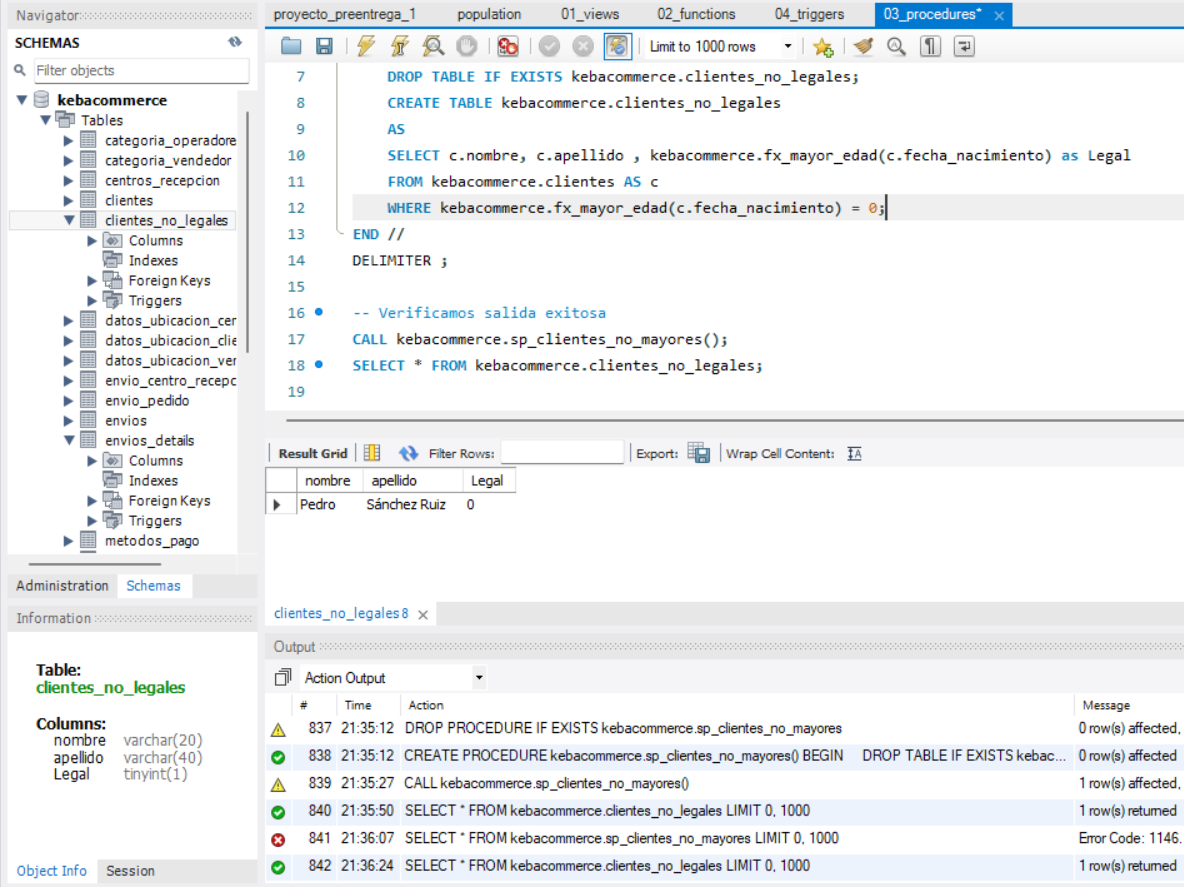 Navigator
SCHEMAS
Filter objects
kebacommerce
Tables
categoria_operadore
categoria_vendedor
centros_recepcion
clientes
clientes_no_legales
Columns
Indexes
Foreign Keys
Triggers
datos_ubicacion_cer
datos_ubicacion_clie
datos_ubicacion_ver
envio_centro_recepc
envio_pedido
envios
envios_details
Columns
Indexes
Foreign Keys
Triggers
metodos_pago
Administration Schemas
Information
Table:
clientes_no_legales
Columns:
nombre varchar(20)
apellido varchar(40)
Legal tinyint(1)
Object Info Session
proyecto_preentrega_1 population 01_views 02_functions 04_triggers 03_procedures*
Limit to 1000 rows
7 DROP TABLE IF EXISTS kebacommerce.clientes_no_legales;
8 CREATE TABLE kebacommerce.clientes_no_legales
9 AS
10 SELECT c.nombre, c.apellido , kebacommerce.fx_mayor_edad(c.fecha_nacimiento) as Legal
11 FROM kebacommerce.clientes AS c
12 WHERE kebacommerce.fx_mayor_edad(c.fecha_nacimiento) = 0;
13 END //
14 DELIMITER ;
15
16 -- Verificamos salida exitosa
17 CALL kebacommerce.sp_clientes_no_mayores();
18 SELECT * FROM kebacommerce.clientes_no_legales;
19
Result Grid Filter Rows: Export: Wrap Cell Content:
nombre apellido Legal
Pedro Sánchez Ruiz 0
clientes_no_legales 8
Output
Action Output
# Time Action Message
837 21:35:12 DROP PROCEDURE IF EXISTS kebacommerce.sp_clientes_no_mayores 0 row(s) affected,
838 21:35:12 CREATE PROCEDURE kebacommerce.sp_clientes_no_mayores() BEGIN DROP TABLE IF EXISTS kebac... 0 row(s) affected
839 21:35:27 CALL kebacommerce.sp_clientes_no_mayores() 1 row(s) affected,
840 21:35:50 SELECT * FROM kebacommerce.clientes_no_legales LIMIT 0, 1000 1 row(s) returned
841 21:36:07 SELECT * FROM kebacommerce.sp_clientes_no_mayores LIMIT 0, 1000 Error Code: 1146.
842 21:36:24 SELECT * FROM kebacommerce.clientes_no_legales LIMIT 0, 1000 1 row(s) returned